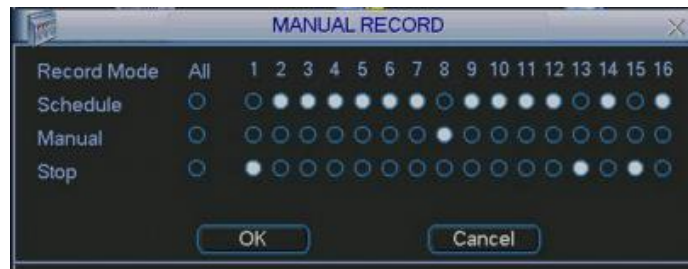 MANUAL RECORD
Record Mode All 1 2 3 4 5 6 7 8 9 10 11 12 13 14 15 16
Schedule
Manual
Stop
OK Cancel